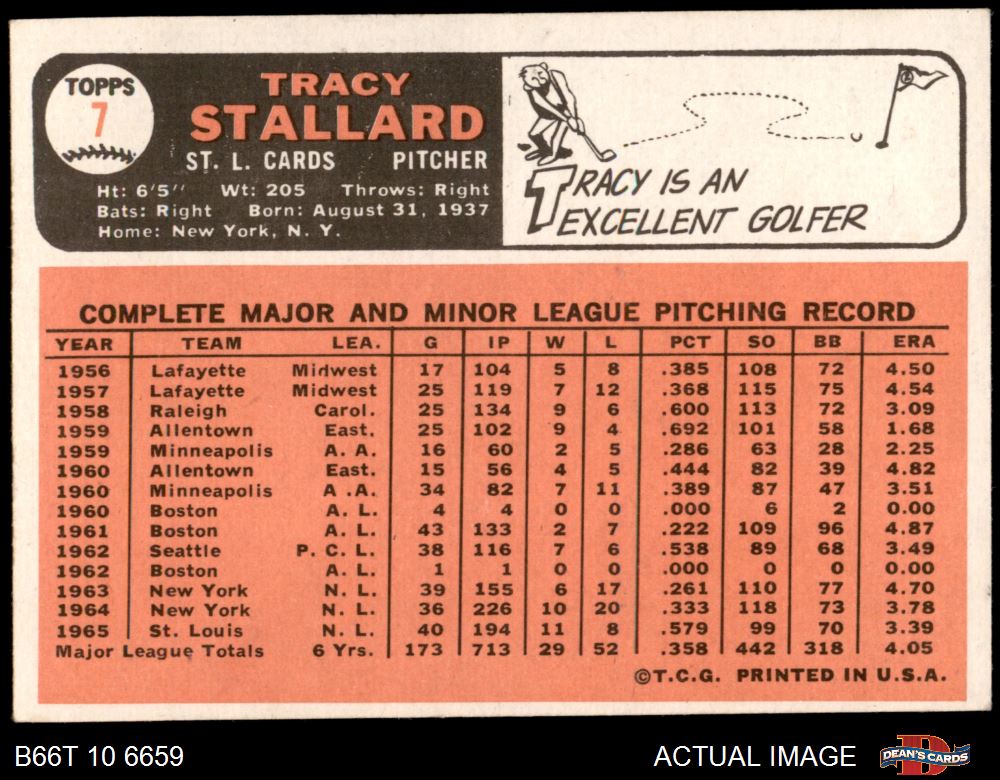 TOPPS
7
TRACY
STALLARD
ST. L. CARDS PITCHER
Ht: 6'5'' Wt: 205 Throws: Right
Bats: Right Born: August 31, 1937
Home: New York, N. Y.
TRACY IS AN
EXCELLENT GOLFER
COMPLETE MAJOR AND MINOR LEAGUE PITCHING RECORD
YEAR TEAM LEA. G IP W L PCT SO BB ERA
1956 Lafayette Midwest 17 104 5 8 .385 108 72 4.50
1957 Lafayette Midwest 25 119 7 12 .368 115 75 4.54
1958 Raleigh Carol. 25 134 9 6 .600 113 72 3.09
1959 Allentown East. 25 102 9 4 .692 101 58 1.68
1959 Minneapolis A. A. 16 60 2 5 .286 63 28 2.25
1960 Allentown East. 15 56 4 5 .444 82 39 4.82
1960 Minneapolis A .A. 34 82 7 11 .389 87 47 3.51
1960 Boston A. L. 4 4 0 0 .000 6 2 0.00
1961 Boston A. L. 43 133 2 7 .222 109 96 4.87
1962 Seattle P. C. L. 38 116 7 6 .538 89 68 3.49
1962 Boston A. L. 1 1 0 0 .000 0 0 0.00
1963 New York N. L. 39 155 6 17 .261 110 77 4.70
1964 New York N. L. 36 226 10 20 .333 118 73 3.78
1965 St. Louis N. L. 40 194 11 8 .579 99 70 3.39
Major League Totals 6 Yrs. 173 713 29 52 .358 442 318 4.05
©T.C.G. PRINTED IN U.S.A.
B66T 10 6659 ACTUAL IMAGE DEAN'S CARDS